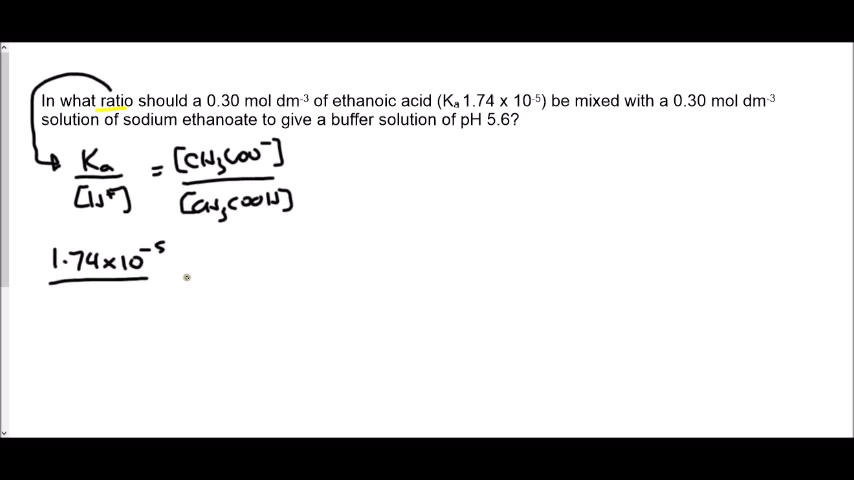 In what ratio should a 0.30 mol dm⁻³ of ethanoic acid (Kₐ 1.74 x 10⁻⁵) be mixed with a 0.30 mol dm⁻³
solution of sodium ethanoate to give a buffer solution of pH 5.6?
Kₐ / [H⁺] = [CH₃COO⁻] / [CH₃COOH]
1.74×10⁻⁵